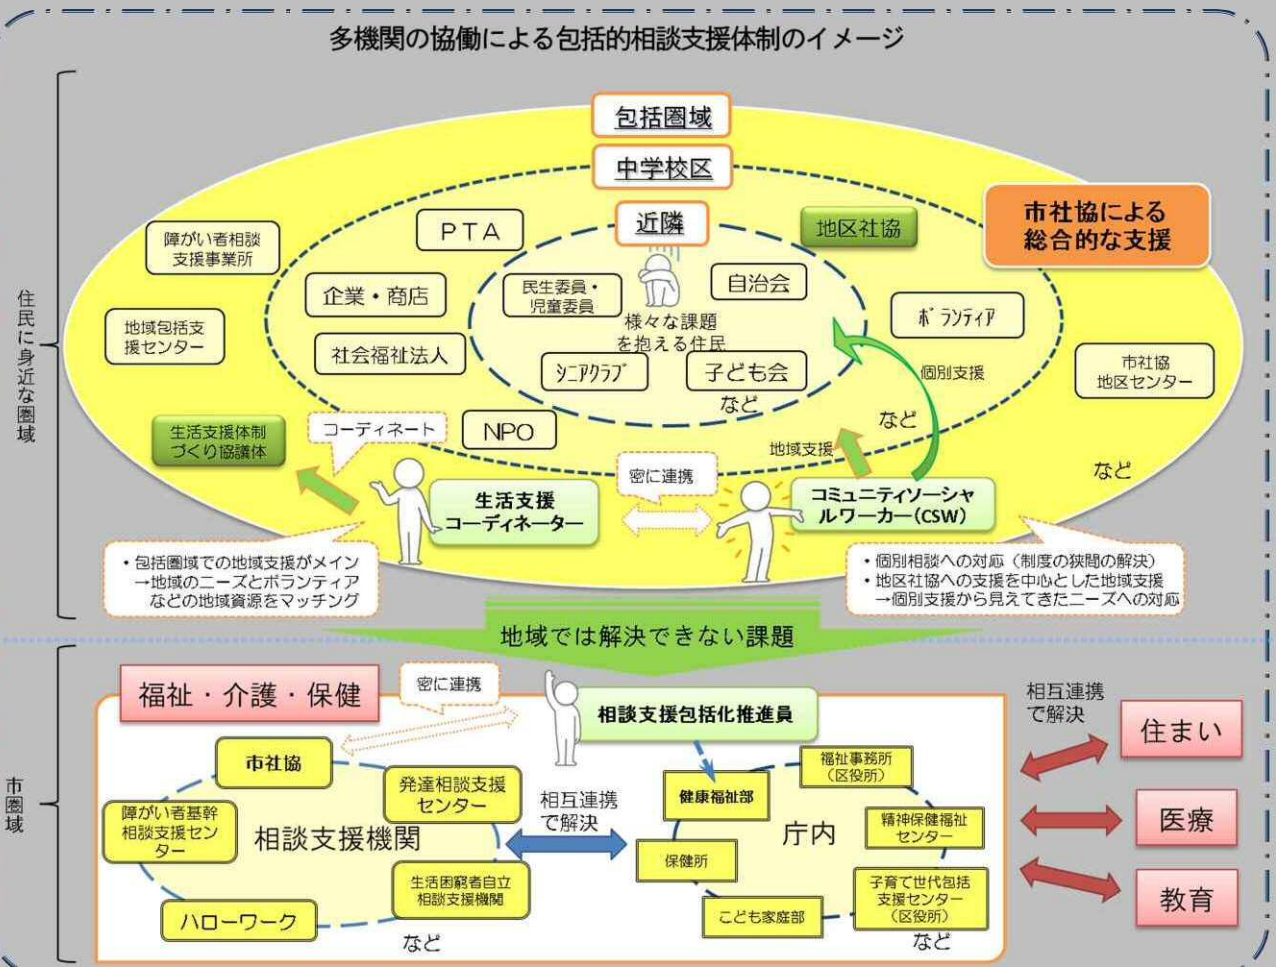 多機関の協働による包括的相談支援体制のイメージ
住民に身近な圏域
包括圏域
中学校区
近隣
市社協による
総合的な支援
障がい者相談
支援事業所
地域包括支
援センター
PTA
企業・商店
社会福祉法人
NPO
民生委員・
児童委員
自治会
様々な課題
を抱える住民
ｼﾆｱｸﾗﾌﾞ
子ども会
など
地区社協
ﾎﾞﾗﾝﾃｨｱ
個別支援
など
市社協
地区センター
など
生活支援体制
づくり協議体
コーディネート
生活支援
コーディネーター
密に連携
地域支援
コミュニティソーシャ
ルワーカー(CSW)
・包括圏域での地域支援がメイン
→地域のニーズとボランティア
などの地域資源をマッチング
・個別相談への対応（制度の狭間の解決）
・地区社協への支援を中心とした地域支援
→個別支援から見えてきたニーズへの対応
地域では解決できない課題
市圏域
福祉・介護・保健
密に連携
相談支援包括化推進員
市社協
発達相談支援
センター
障がい者基幹
相談支援セン
ター
相談支援機関
生活困窮者自立
相談支援機関
ハローワーク
など
相互連携
で解決
健康福祉部
福祉事務所
（区役所）
庁内
精神保健福祉
センター
保健所
子育て世代包括
支援センター
（区役所）
こども家庭部
など
相互連携
で解決
住まい
医療
教育